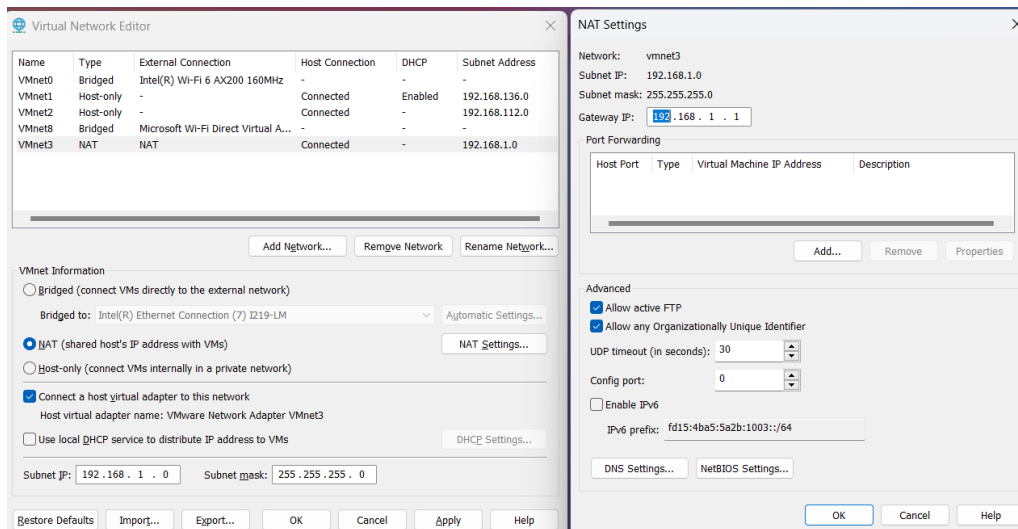 Virtual Network Editor
Name Type External Connection Host Connection DHCP Subnet Address
VMnet0 Bridged Intel(R) Wi-Fi 6 AX200 160MHz - - -
VMnet1 Host-only - Connected Enabled 192.168.136.0
VMnet2 Host-only - Connected - 192.168.112.0
VMnet8 Bridged Microsoft Wi-Fi Direct Virtual A... - - -
VMnet3 NAT NAT Connected - 192.168.1.0
Add Network... Remove Network Rename Network...
VMnet Information
Bridged (connect VMs directly to the external network)
Bridged to: Intel(R) Ethernet Connection (7) I219-LM Automatic Settings...
NAT (shared host's IP address with VMs) NAT Settings...
Host-only (connect VMs internally in a private network)
Connect a host virtual adapter to this network
Host virtual adapter name: VMware Network Adapter VMnet3
Use local DHCP service to distribute IP address to VMs DHCP Settings...
Subnet IP: 192 . 168 . 1 . 0 Subnet mask: 255 . 255 . 255 . 0
Restore Defaults Import... Export... OK Cancel Apply Help
NAT Settings
Network: vmnet3
Subnet IP: 192.168.1.0
Subnet mask: 255.255.255.0
Gateway IP: 192 . 168 . 1 . 1
Port Forwarding
Host Port Type Virtual Machine IP Address Description
Add... Remove Properties
Advanced
Allow active FTP
Allow any Organizationally Unique Identifier
UDP timeout (in seconds): 30
Config port: 0
Enable IPv6
IPv6 prefix: fd15:4ba5:5a2b:1003::/64
DNS Settings... NetBIOS Settings...
OK Cancel Help